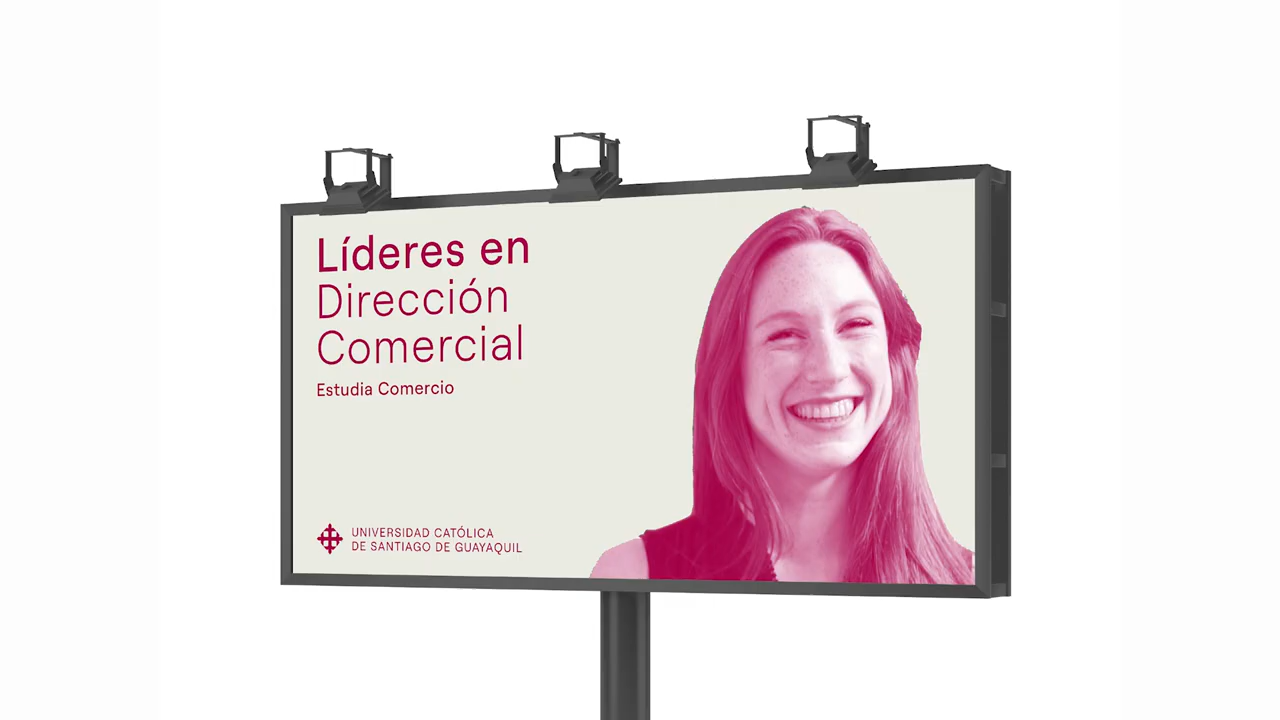 Líderes en
Dirección
Comercial
Estudia Comercio
UNIVERSIDAD CATÓLICA
DE SANTIAGO DE GUAYAQUIL